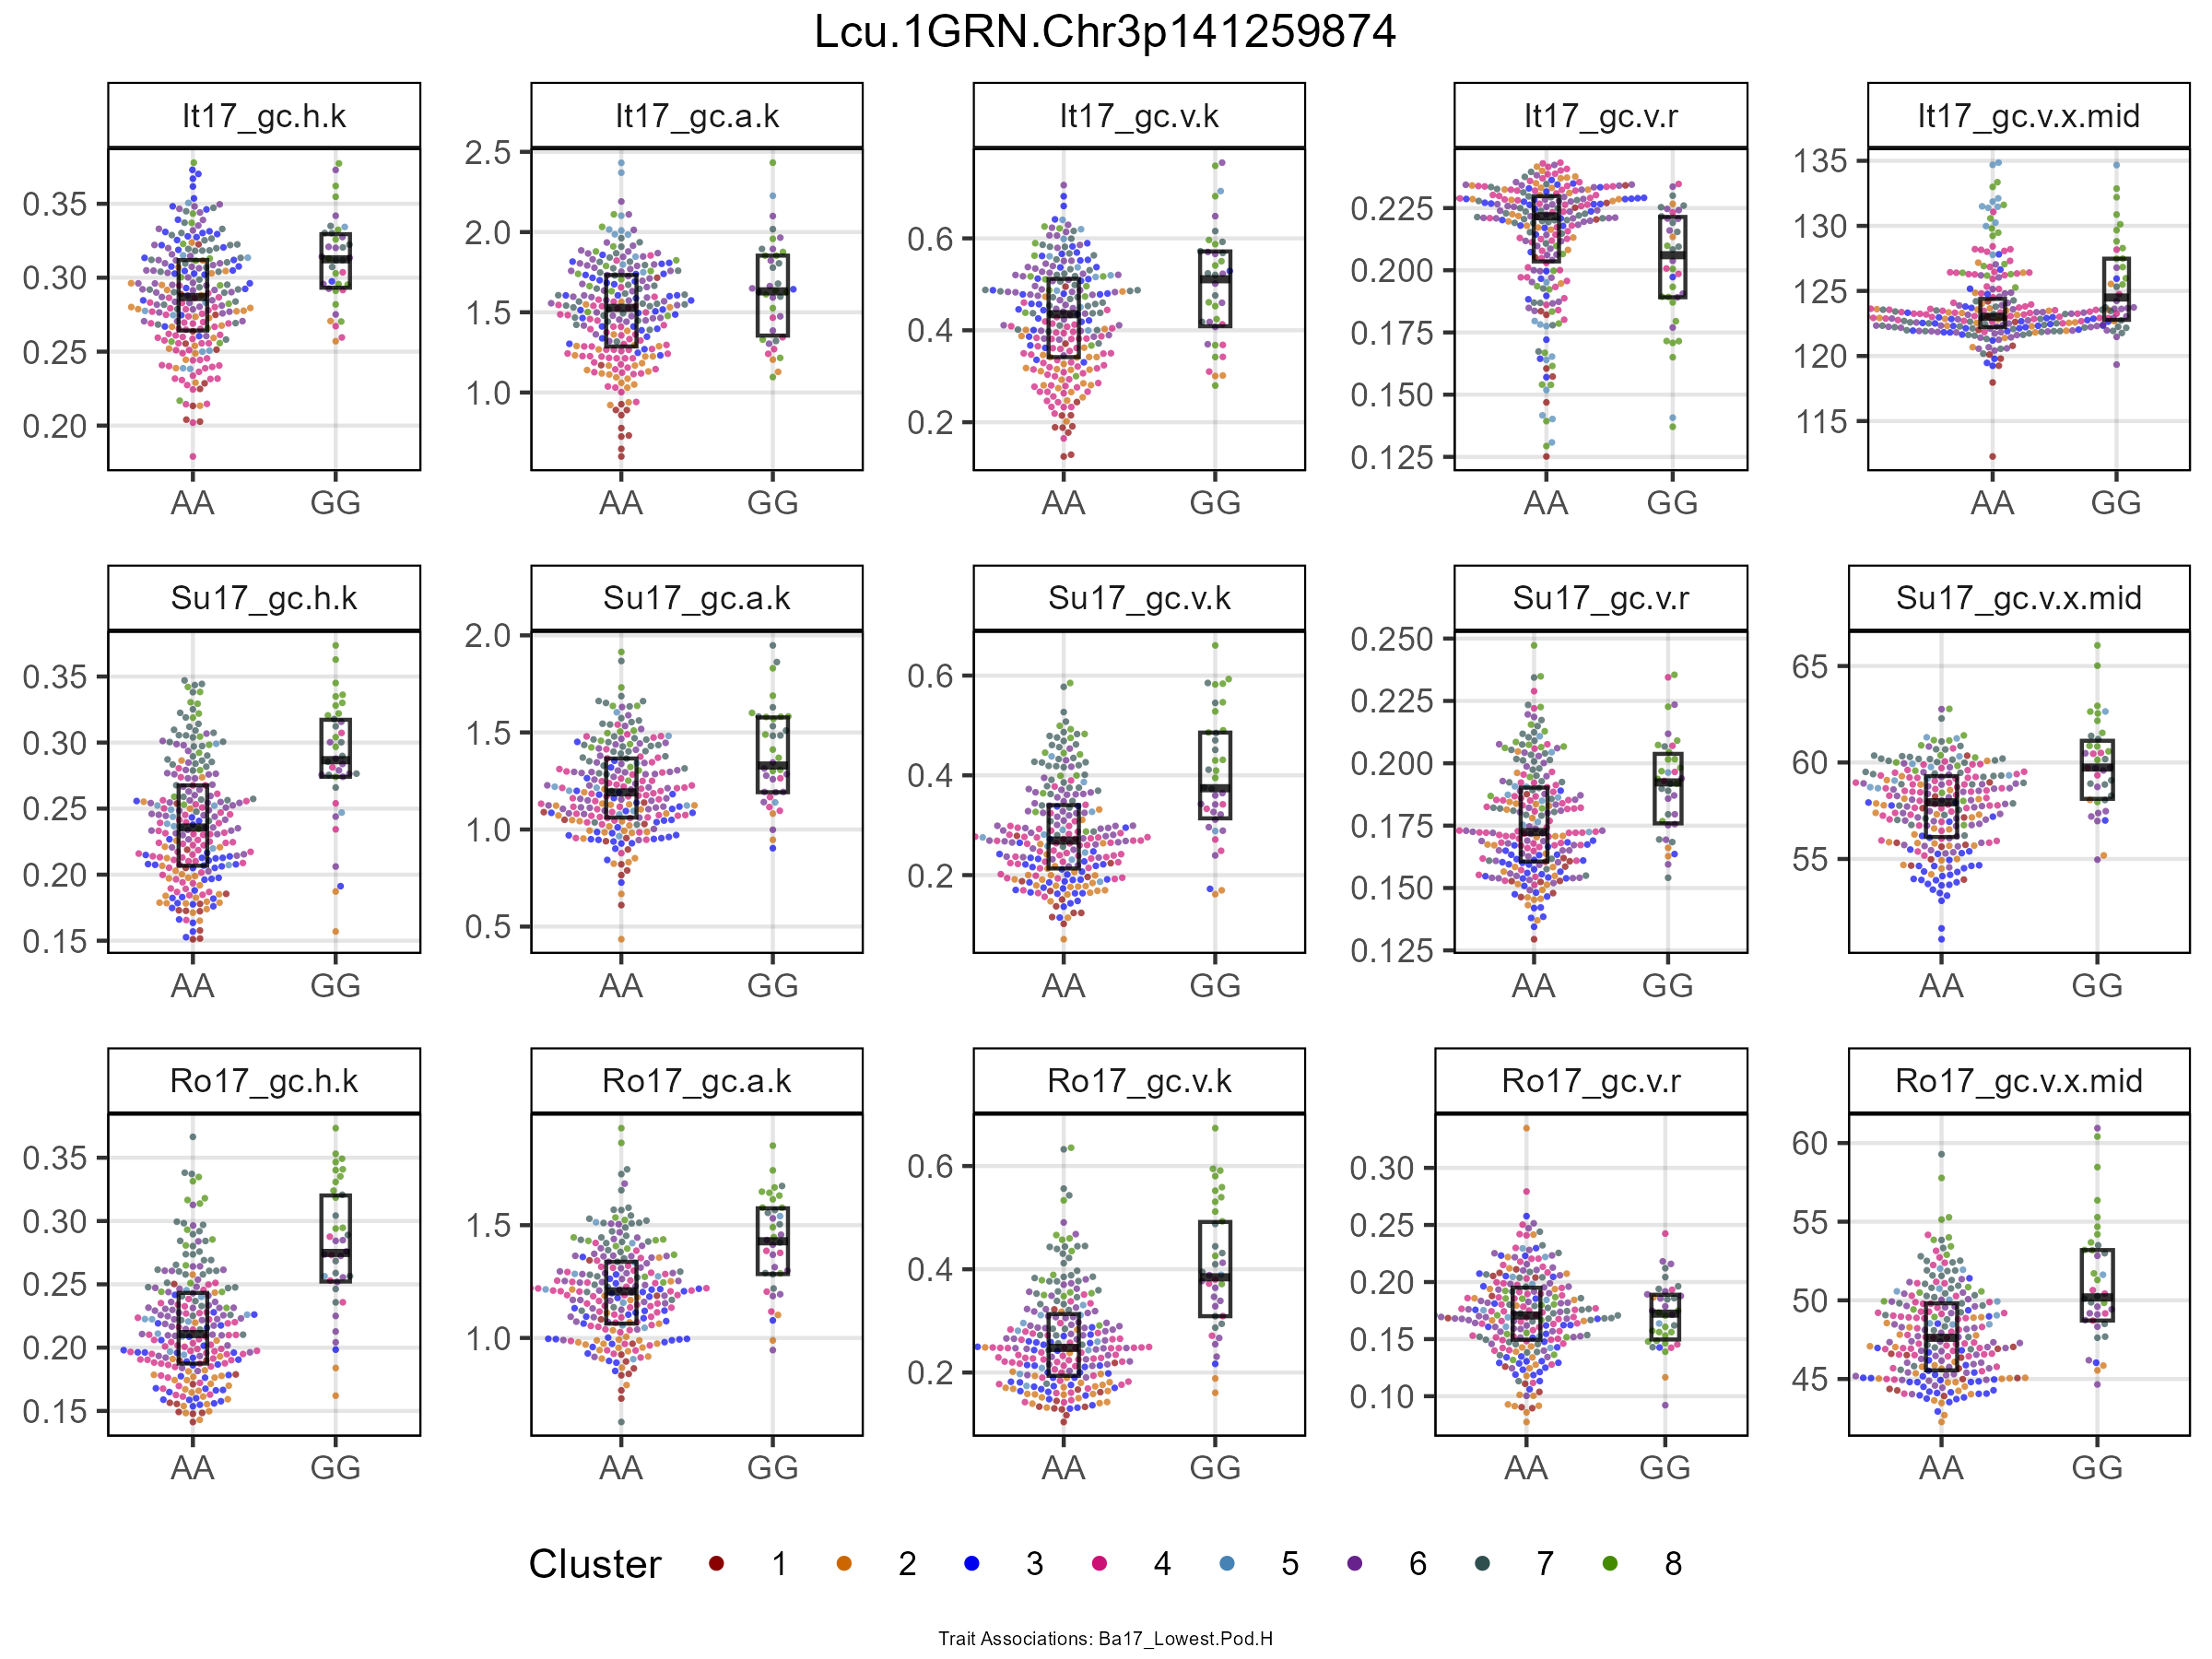 Lcu.1GRN.Chr3p141259874
It17_gc.h.k It17_gc.a.k It17_gc.v.k It17_gc.v.r It17_gc.v.x.mid
0.35 0.30 0.25 0.20 2.5 2.0 1.5 1.0 0.6 0.4 0.2 0.225 0.200 0.175 0.150 0.125 135 130 125 120 115
AA GG AA GG AA GG AA GG AA GG
Su17_gc.h.k Su17_gc.a.k Su17_gc.v.k Su17_gc.v.r Su17_gc.v.x.mid
0.35 0.30 0.25 0.20 0.15 2.0 1.5 1.0 0.5 0.6 0.4 0.2 0.250 0.225 0.200 0.175 0.150 0.125 65 60 55
AA GG AA GG AA GG AA GG AA GG
Ro17_gc.h.k Ro17_gc.a.k Ro17_gc.v.k Ro17_gc.v.r Ro17_gc.v.x.mid
0.35 0.30 0.25 0.20 0.15 1.5 1.0 0.6 0.4 0.2 0.30 0.25 0.20 0.15 0.10 60 55 50 45
AA GG AA GG AA GG AA GG AA GG
Cluster 1 2 3 4 5 6 7 8
Trait Associations: Ba17_Lowest.Pod.H